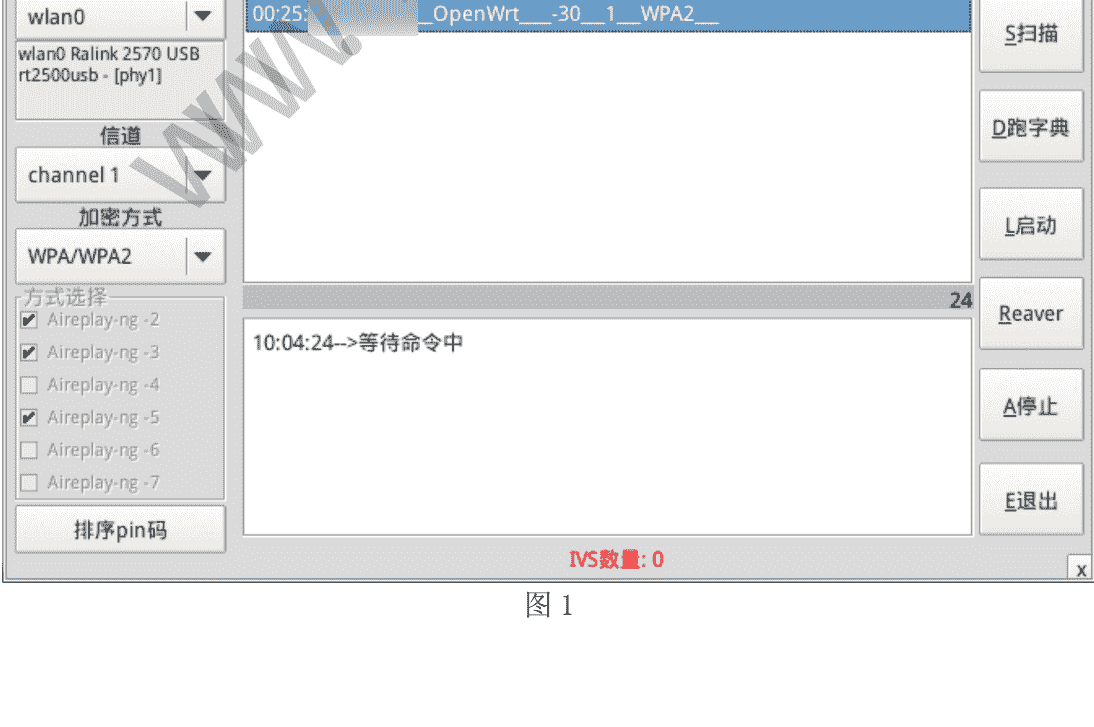 wlan0
wlan0 Ralink 2570 USB
rt2500usb - [phy1]
信道
channel 1
加密方式
WPA/WPA2
方式选择
Aireplay-ng -2
Aireplay-ng -3
Aireplay-ng -4
Aireplay-ng -5
Aireplay-ng -6
Aireplay-ng -7
排序pin码
00:25: __OpenWrt___-30__1__WPA2__
24
10:04:24-->等待命令中
IVS数量: 0
S扫描
D跑字典
L启动
Reaver
A停止
E退出
x
www.
图 1